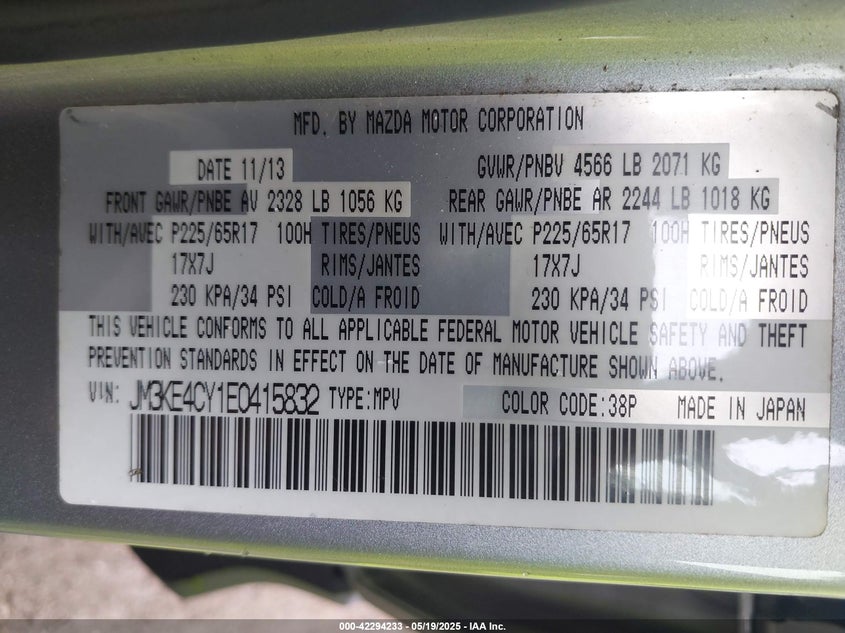 MFD. BY MAZDA MOTOR CORPORATION
DATE 11/13 GVWR/PNBV 4566 LB 2071 KG
FRONT GAWR/PNBE AV 2328 LB 1056 KG REAR GAWR/PNBE AR 2244 LB 1018 KG
WITH/AVEC P225/65R17 100H TIRES/PNEUS WITH/AVEC P225/65R17 100H TIRES/PNEUS
17X7J RIMS/JANTES 17X7J RIMS/JANTES
230 KPA/34 PSI COLD/A FROID 230 KPA/34 PSI COLD/A FROID
THIS VEHICLE CONFORMS TO ALL APPLICABLE FEDERAL MOTOR VEHICLE SAFETY AND THEFT
PREVENTION STANDARDS IN EFFECT ON THE DATE OF MANUFACTURE SHOWN ABOVE.
VIN: JM3KE4CY1E0415832 TYPE:MPV COLOR CODE:38P MADE IN JAPAN
000-42294233 - 05/19/2025 - IAA Inc.